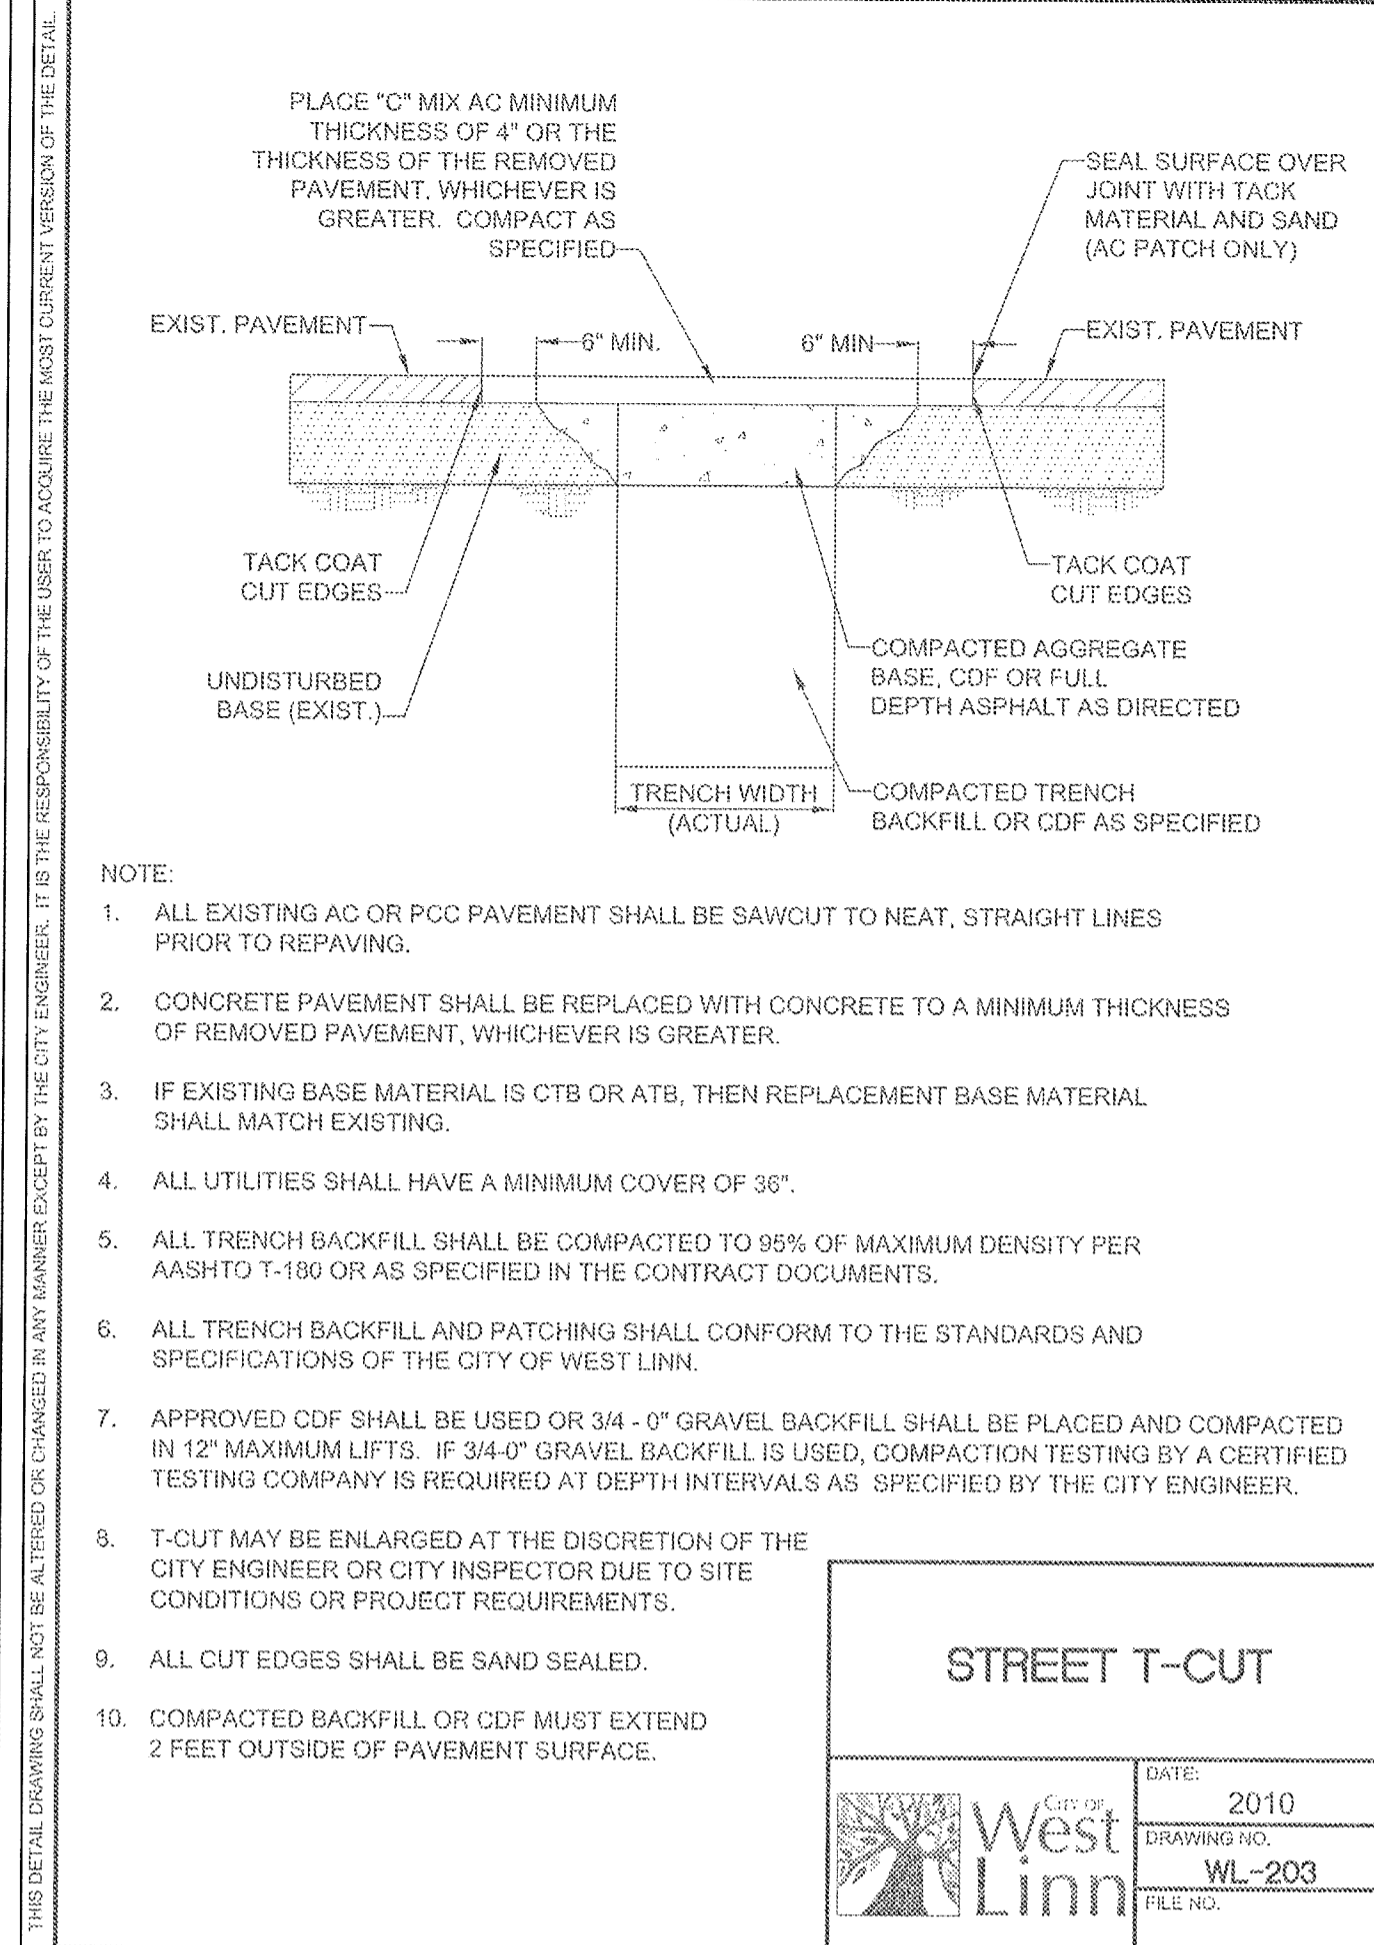 THIS DETAIL DRAWING SHALL NOT BE ALTERED OR CHANGED IN ANY MANNER EXCEPT BY THE CITY ENGINEER. IT IS THE RESPONSIBILITY OF THE USER TO ACQUIRE THE MOST CURRENT VERSION OF THE DETAIL.
PLACE "C" MIX AC MINIMUM
THICKNESS OF 4" OR THE
THICKNESS OF THE REMOVED
PAVEMENT, WHICHEVER IS
GREATER. COMPACT AS
SPECIFIED
SEAL SURFACE OVER
JOINT WITH TACK
MATERIAL AND SAND
(AC PATCH ONLY)
EXIST. PAVEMENT
6" MIN.
6" MIN
EXIST. PAVEMENT
TACK COAT
CUT EDGES
TACK COAT
CUT EDGES
UNDISTURBED
BASE (EXIST.)
COMPACTED AGGREGATE
BASE, CDF OR FULL
DEPTH ASPHALT AS DIRECTED
TRENCH WIDTH
(ACTUAL)
COMPACTED TRENCH
BACKFILL OR CDF AS SPECIFIED
NOTE:
1. ALL EXISTING AC OR PCC PAVEMENT SHALL BE SAWCUT TO NEAT, STRAIGHT LINES
PRIOR TO REPAVING.
2. CONCRETE PAVEMENT SHALL BE REPLACED WITH CONCRETE TO A MINIMUM THICKNESS
OF REMOVED PAVEMENT, WHICHEVER IS GREATER.
3. IF EXISTING BASE MATERIAL IS CTB OR ATB, THEN REPLACEMENT BASE MATERIAL
SHALL MATCH EXISTING.
4. ALL UTILITIES SHALL HAVE A MINIMUM COVER OF 36".
5. ALL TRENCH BACKFILL SHALL BE COMPACTED TO 95% OF MAXIMUM DENSITY PER
AASHTO T-180 OR AS SPECIFIED IN THE CONTRACT DOCUMENTS.
6. ALL TRENCH BACKFILL AND PATCHING SHALL CONFORM TO THE STANDARDS AND
SPECIFICATIONS OF THE CITY OF WEST LINN.
7. APPROVED CDF SHALL BE USED OR 3/4 - 0" GRAVEL BACKFILL SHALL BE PLACED AND COMPACTED
IN 12" MAXIMUM LIFTS. IF 3/4-0" GRAVEL BACKFILL IS USED, COMPACTION TESTING BY A CERTIFIED
TESTING COMPANY IS REQUIRED AT DEPTH INTERVALS AS SPECIFIED BY THE CITY ENGINEER.
8. T-CUT MAY BE ENLARGED AT THE DISCRETION OF THE
CITY ENGINEER OR CITY INSPECTOR DUE TO SITE
CONDITIONS OR PROJECT REQUIREMENTS.
9. ALL CUT EDGES SHALL BE SAND SEALED.
10. COMPACTED BACKFILL OR CDF MUST EXTEND
2 FEET OUTSIDE OF PAVEMENT SURFACE.
STREET T-CUT
CITY OF
West
Linn
DATE:
2010
DRAWING NO.
WL-203
FILE NO.